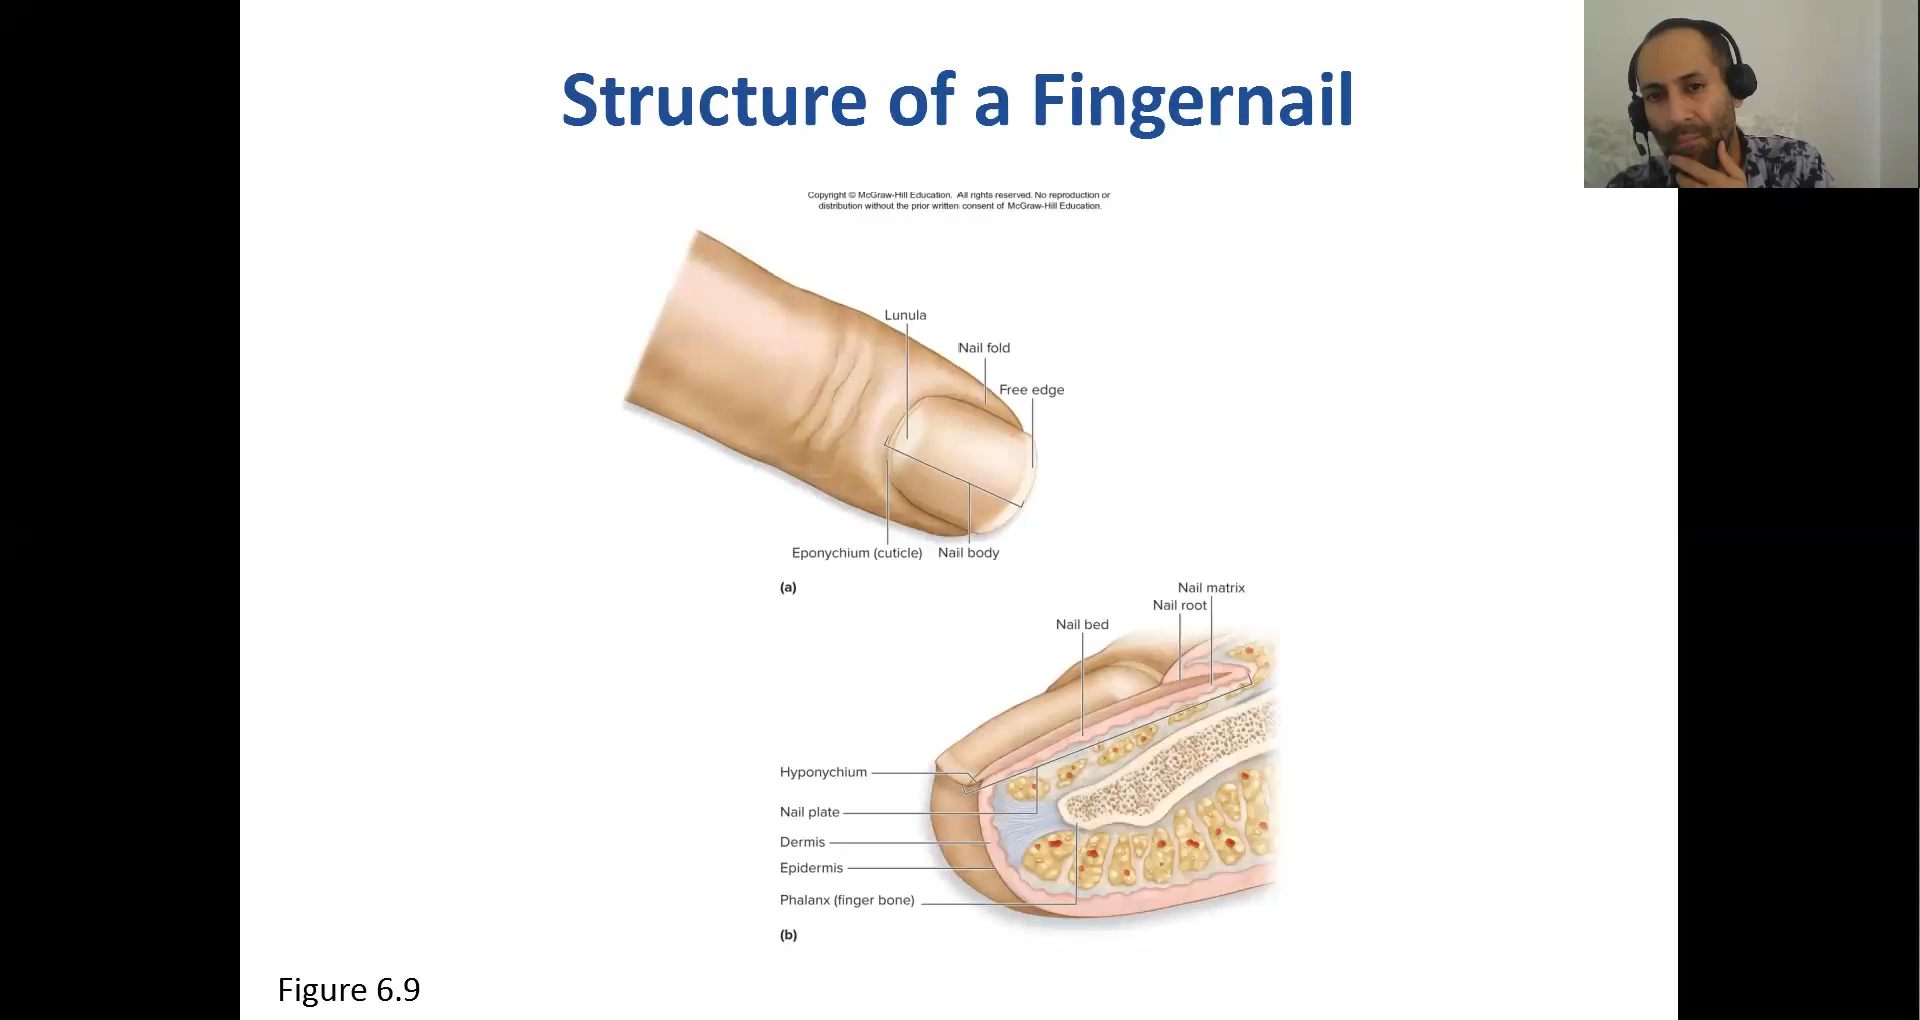 Structure of a Fingernail
Copyright © McGraw-Hill Education. All rights reserved. No reproduction or
distribution without the prior written consent of McGraw-Hill Education.
Lunula
Nail fold
Free edge
Eponychium (cuticle)
Nail body
(a)
Nail matrix
Nail root
Nail bed
Hyponychium
Nail plate
Dermis
Epidermis
Phalanx (finger bone)
(b)
Figure 6.9